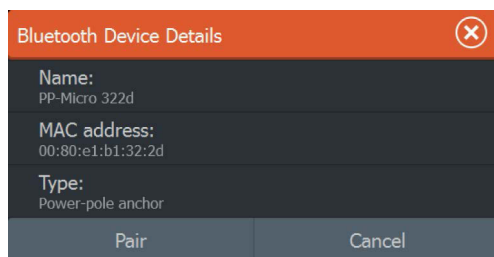 Bluetooth Device Details
Name:
PP-Micro 322d
MAC address:
00:80:e1:b1:32:2d
Type:
Power-pole anchor
Pair Cancel